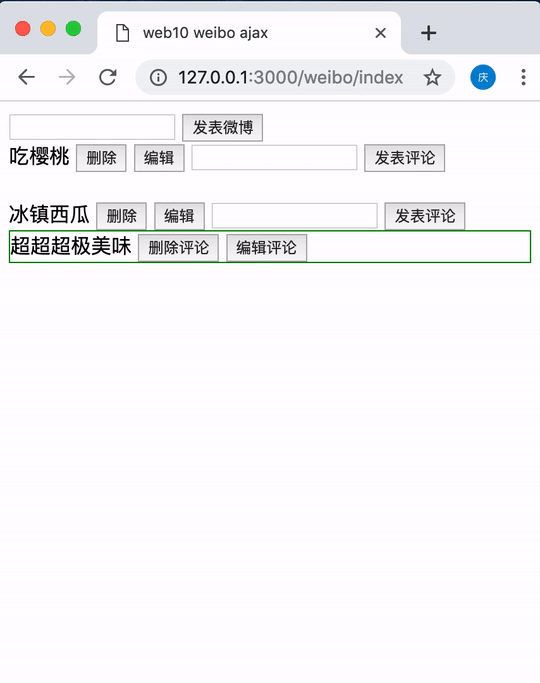 web10 weibo ajax
127.0.0.1:3000/weibo/index 庆
发表微博
吃樱桃 删除 编辑 发表评论
冰镇西瓜 删除 编辑 发表评论
超超超极美味 删除评论 编辑评论